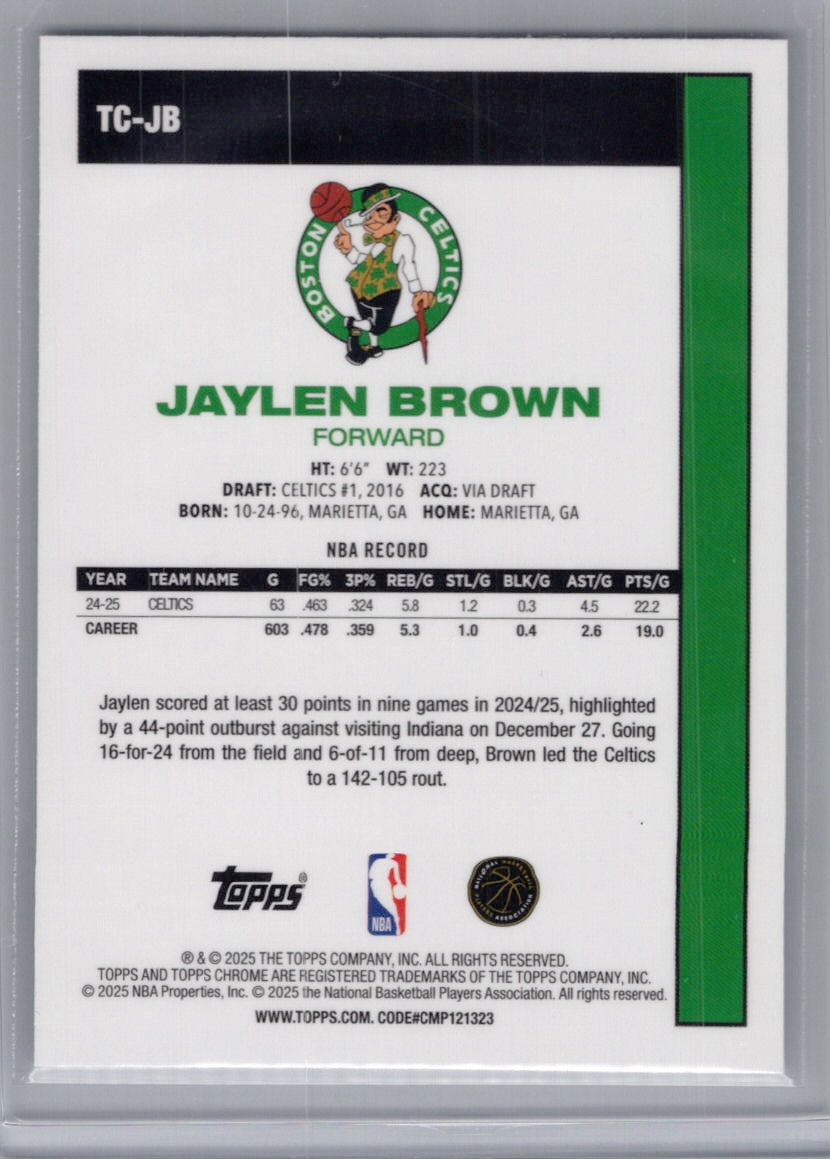 TC-JB
BOSTON CELTICS
JAYLEN BROWN
FORWARD
HT: 6'6" WT: 223
DRAFT: CELTICS #1, 2016 ACQ: VIA DRAFT
BORN: 10-24-96, MARIETTA, GA HOME: MARIETTA, GA
NBA RECORD
YEAR TEAM NAME G FG% 3P% REB/G STL/G BLK/G AST/G PTS/G
24-25 CELTICS 63 .463 .324 5.8 1.2 0.3 4.5 22.2
CAREER 603 .478 .359 5.3 1.0 0.4 2.6 19.0
Jaylen scored at least 30 points in nine games in 2024/25, highlighted
by a 44-point outburst against visiting Indiana on December 27. Going
16-for-24 from the field and 6-of-11 from deep, Brown led the Celtics
to a 142-105 rout.
Topps®
NBA
NATIONAL BASKETBALL PLAYERS ASSOCIATION
® & © 2025 THE TOPPS COMPANY, INC. ALL RIGHTS RESERVED.
TOPPS AND TOPPS CHROME ARE REGISTERED TRADEMARKS OF THE TOPPS COMPANY, INC.
© 2025 NBA Properties, Inc. © 2025 the National Basketball Players Association. All rights reserved.
WWW.TOPPS.COM. CODE#CMP121323